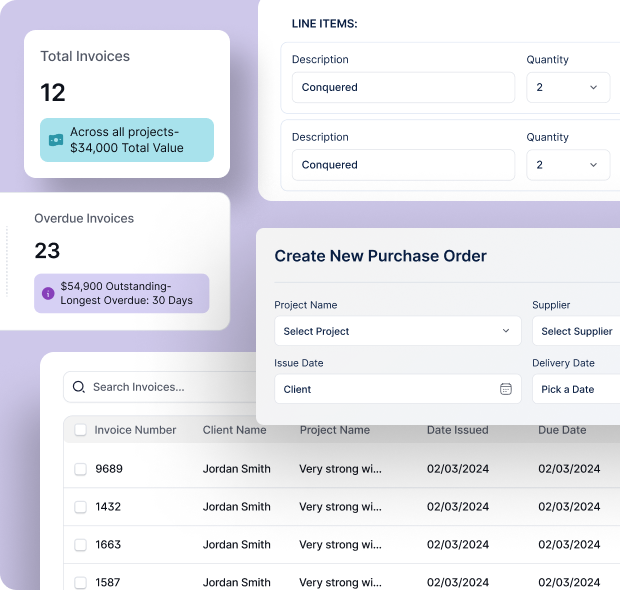 Total Invoices
12
Across all projects-
$34,000 Total Value
Overdue Invoices
23
$54,900 Outstanding-
Longest Overdue: 30 Days
LINE ITEMS:
Description Quantity
Conquered 2
Description Quantity
Conquered 2
Create New Purchase Order
Project Name Supplier
Select Project Select Supplier
Issue Date Delivery Date
Client Pick a Date
Search Invoices...
Invoice Number Client Name Project Name Date Issued Due Date
9689 Jordan Smith Very strong wi... 02/03/2024 02/03/2024
1432 Jordan Smith Very strong wi... 02/03/2024 02/03/2024
1663 Jordan Smith Very strong wi... 02/03/2024 02/03/2024
1587 Jordan Smith Very strong wi... 02/03/2024 02/03/2024